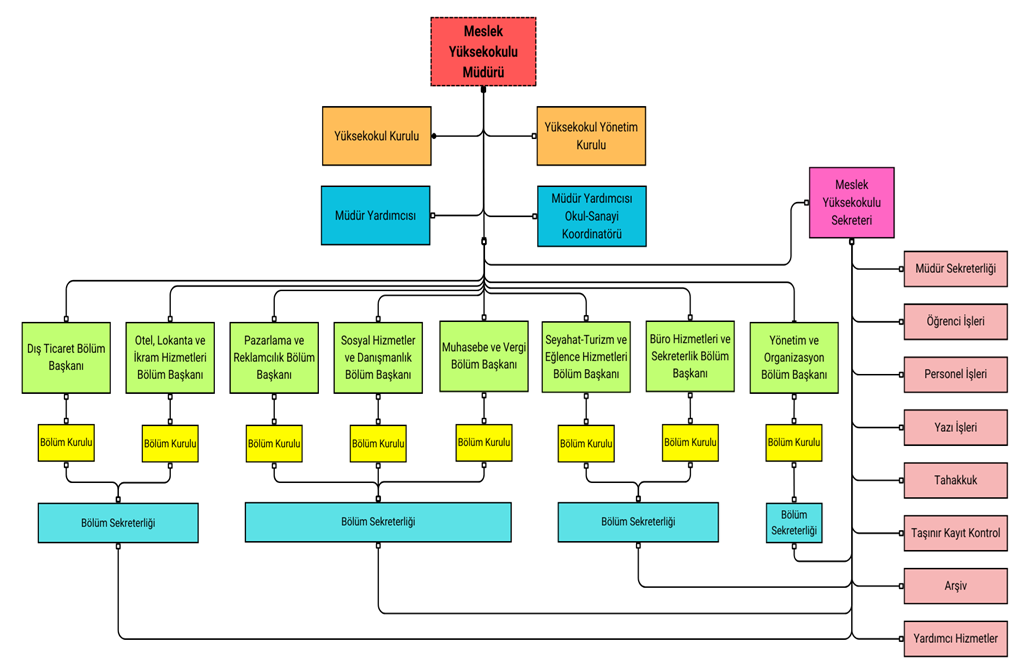 Meslek
Yüksekokulu
Müdürü
Yüksekokul Kurulu
Yüksekokul Yönetim
Kurulu
Müdür Yardımcısı
Müdür Yardımcısı
Okul-Sanayi
Koordinatörü
Meslek
Yüksekokulu
Sekreteri
Müdür Sekreterliği
Öğrenci İşleri
Personel İşleri
Yazı İşleri
Tahakkuk
Taşınır Kayıt Kontrol
Arşiv
Yardımcı Hizmetler
Dış Ticaret Bölüm
Başkanı
Otel, Lokanta ve
İkram Hizmetleri
Bölüm Başkanı
Pazarlama ve
Reklamcılık Bölüm
Başkanı
Sosyal Hizmetler
ve Danışmanlık
Bölüm Başkanı
Muhasebe ve Vergi
Bölüm Başkanı
Seyahat-Turizm ve
Eğlence Hizmetleri
Bölüm Başkanı
Büro Hizmetleri ve
Sekreterlik Bölüm
Başkanı
Yönetim ve
Organizasyon
Bölüm Başkanı
Bölüm Kurulu
Bölüm Kurulu
Bölüm Kurulu
Bölüm Kurulu
Bölüm Kurulu
Bölüm Kurulu
Bölüm Kurulu
Bölüm Kurulu
Bölüm Sekreterliği
Bölüm Sekreterliği
Bölüm Sekreterliği
Bölüm
Sekreterliği